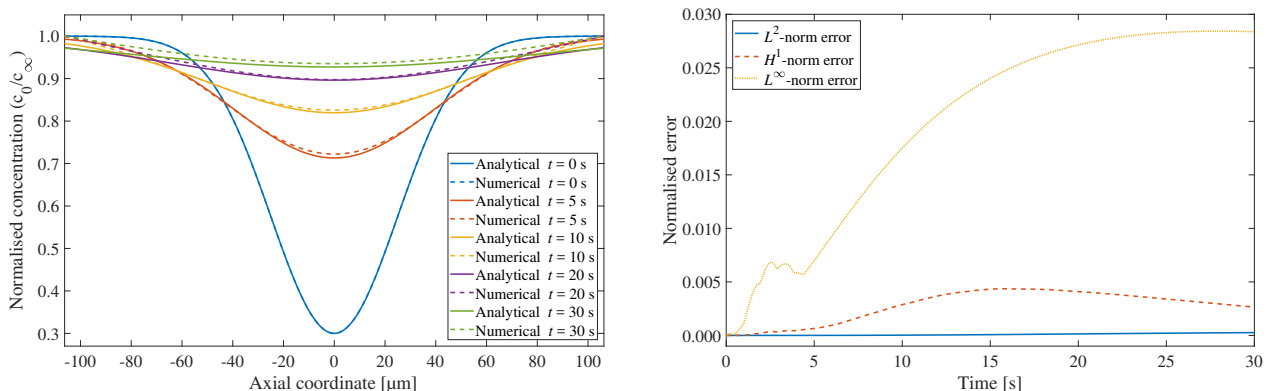 Normalised concentration (c0/c∞)
1.0
0.9
0.8
0.7
0.6
0.5
0.4
0.3
Analytical t = 0 s
Numerical t = 0 s
Analytical t = 5 s
Numerical t = 5 s
Analytical t = 10 s
Numerical t = 10 s
Analytical t = 20 s
Numerical t = 20 s
Analytical t = 30 s
Numerical t = 30 s
-100 -80 -60 -40 -20 0 20 40 60 80 100
Axial coordinate [µm]
Normalised error
0.030
0.025
0.020
0.015
0.010
0.005
0.000
L²-norm error
H¹-norm error
L∞-norm error
0 5 10 15 20 25 30
Time [s]